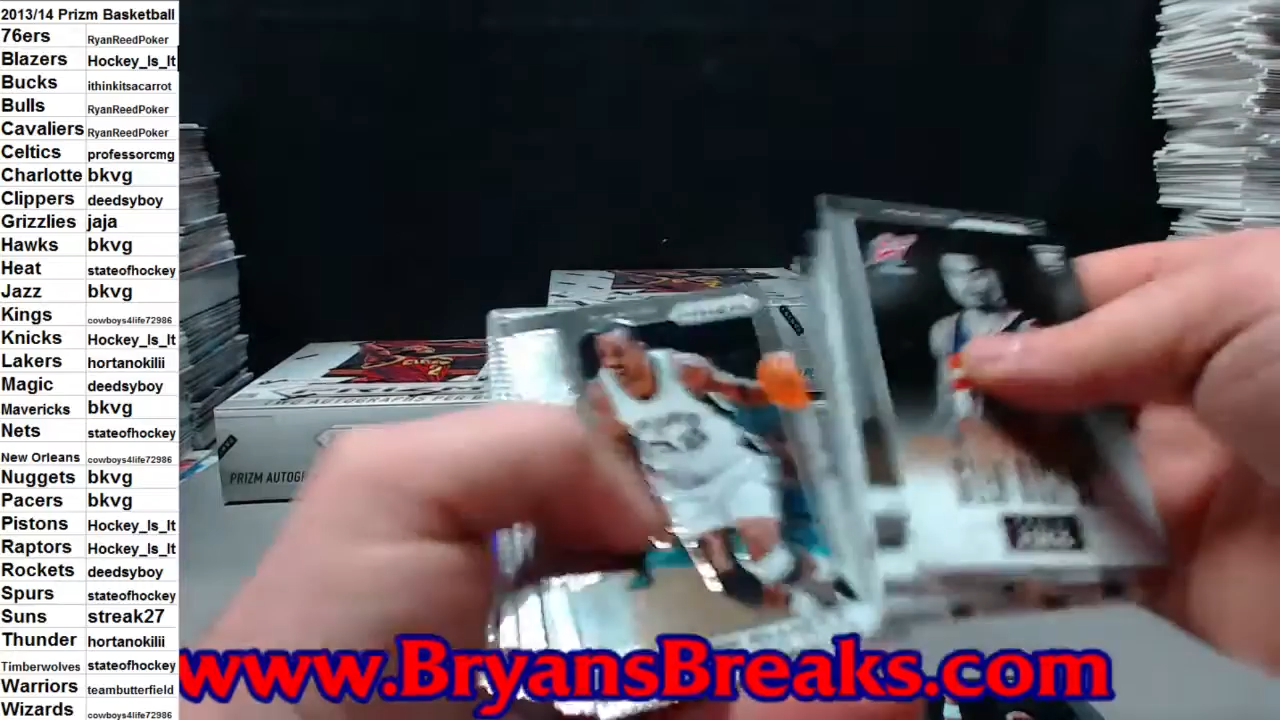 2013/14 Prizm Basketball
76ers RyanReedPoker
Blazers Hockey_Is_It
Bucks ithinkitsacarrot
Bulls RyanReedPoker
Cavaliers RyanReedPoker
Celtics professorcmg
Charlotte bkvg
Clippers deedsyboy
Grizzlies jaja
Hawks bkvg
Heat stateofhockey
Jazz bkvg
Kings cowboys4life72986
Knicks Hockey_Is_It
Lakers hortanokilii
Magic deedsyboy
Mavericks bkvg
Nets stateofhockey
New Orleans cowboys4life72986
Nuggets bkvg
Pacers bkvg
Pistons Hockey_Is_It
Raptors Hockey_Is_It
Rockets deedsyboy
Spurs stateofhockey
Suns streak27
Thunder hortanokilii
Timberwolves stateofhockey
Warriors teambutterfield
Wizards cowboys4life72986
AUTOGRAPHS PER
PRIZM AUTOG
www.BryansBreaks.com